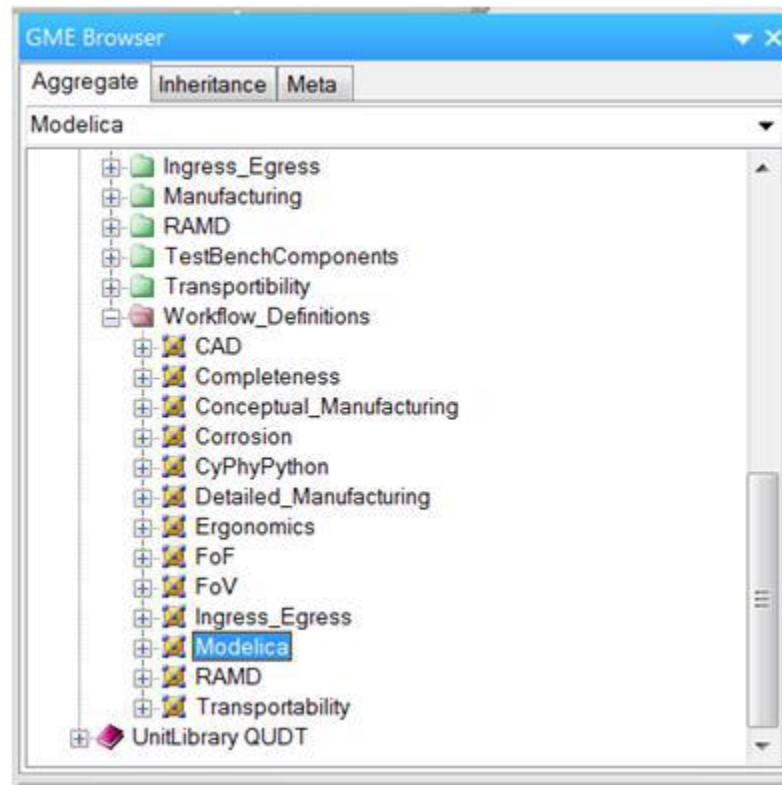 GME Browser
Aggregate Inheritance Meta
Modelica
Ingress_Egress
Manufacturing
RAMD
TestBenchComponents
Transportibility
Workflow_Definitions
CAD
Completeness
Conceptual_Manufacturing
Corrosion
CyPhyPython
Detailed_Manufacturing
Ergonomics
FoF
FoV
Ingress_Egress
Modelica
RAMD
Transportability
UnitLibrary QUDT